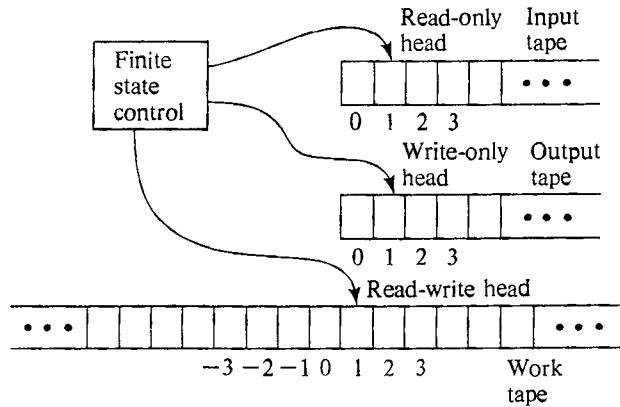 Read-only head
Input tape
Finite state control
0 1 2 3
Write-only head
Output tape
0 1 2 3
Read-write head
−3 −2 −1 0 1 2 3
Work tape